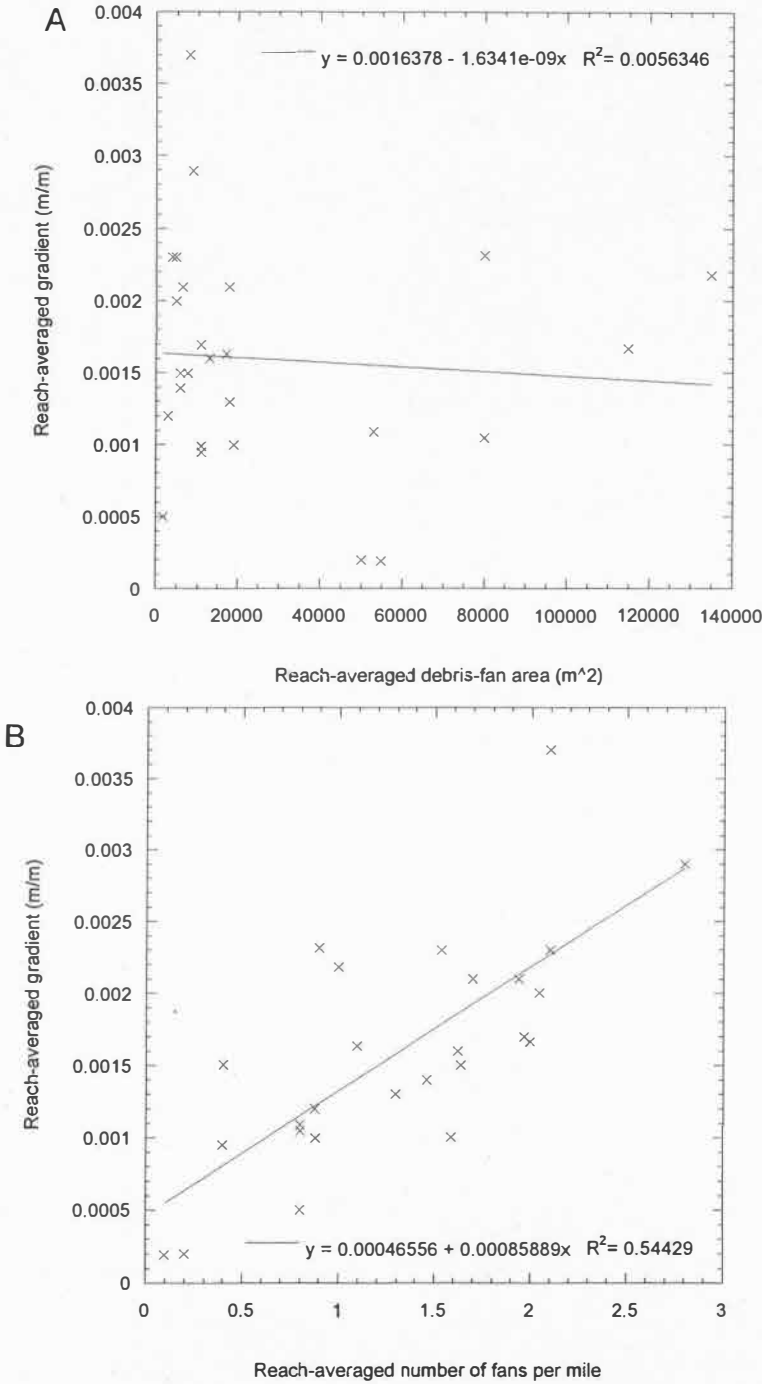 A
0.004
0.0035
0.003
0.0025
0.002
0.0015
0.001
0.0005
0
Reach-averaged gradient (m/m)
y = 0.0016378 - 1.6341e-09x R^2= 0.0056346
0 20000 40000 60000 80000 100000 120000 140000
Reach-averaged debris-fan area (m^2)
B
0.004
0.0035
0.003
0.0025
0.002
0.0015
0.001
0.0005
0
Reach-averaged gradient (m/m)
y = 0.00046556 + 0.00085889x R^2= 0.54429
0 0.5 1 1.5 2 2.5 3
Reach-averaged number of fans per mile